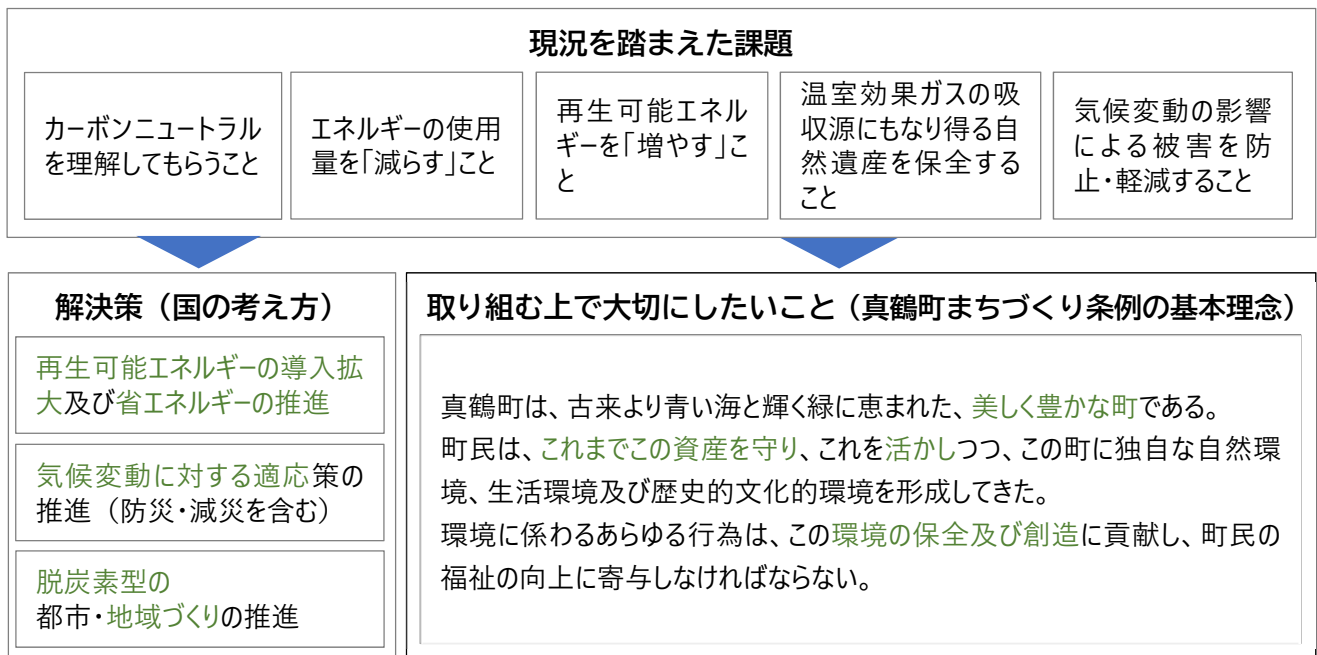 現況を踏まえた課題
カーボンニュートラル
を理解してもらうこと
エネルギーの使用
量を「減らす」こと
再生可能エネル
ギーを「増やす」こ
と
温室効果ガスの吸
収源にもなり得る自
然遺産を保全する
こと
気候変動の影響
による被害を防
止・軽減すること
解決策（国の考え方）
再生可能エネルギーの導入拡
大及び省エネルギーの推進
気候変動に対する適応策の
推進（防災・減災を含む）
脱炭素型の
都市・地域づくりの推進
取り組む上で大切にしたいこと（真鶴町まちづくり条例の基本理念）
真鶴町は、古来より青い海と輝く緑に恵まれた、美しく豊かな町である。
町民は、これまでこの資産を守り、これを活かしつつ、この町に独自な自然環
境、生活環境及び歴史的文化的環境を形成してきた。
環境に係わるあらゆる行為は、この環境の保全及び創造に貢献し、町民の
福祉の向上に寄与しなければならない。